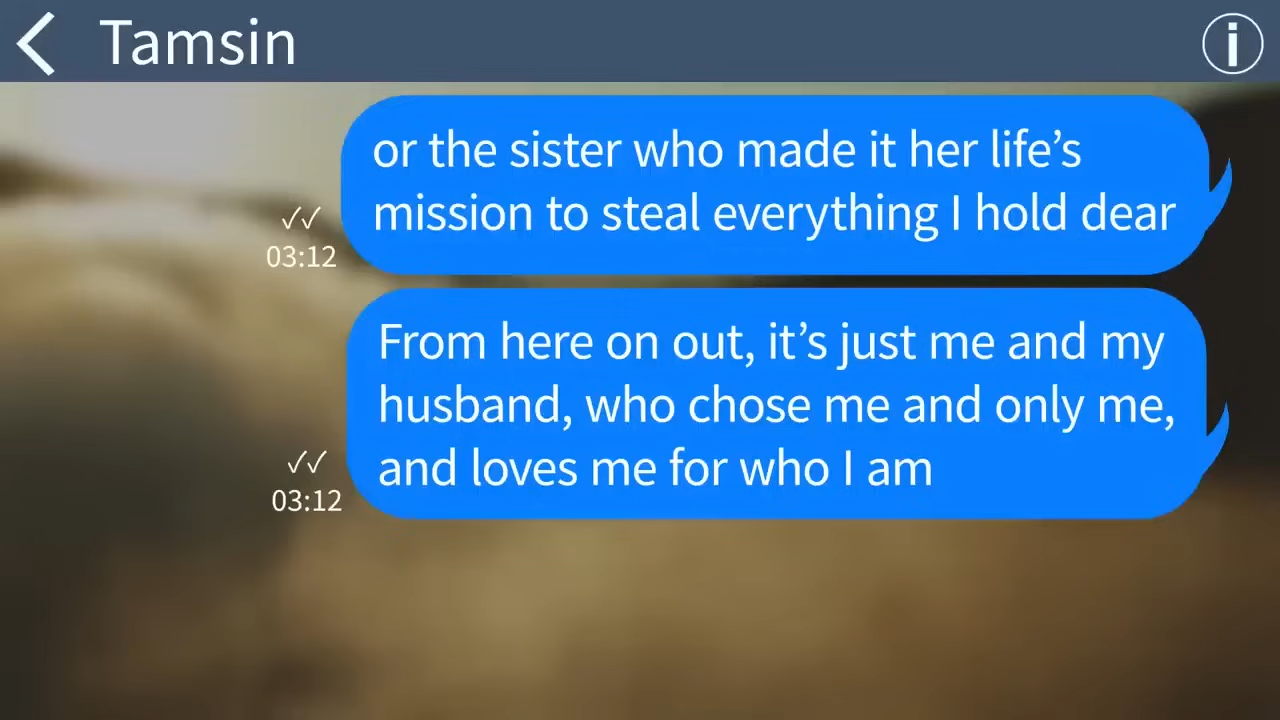 Tamsin
or the sister who made it her life’s
mission to steal everything I hold dear
✓✓
03:12
From here on out, it’s just me and my
husband, who chose me and only me,
and loves me for who I am
✓✓
03:12